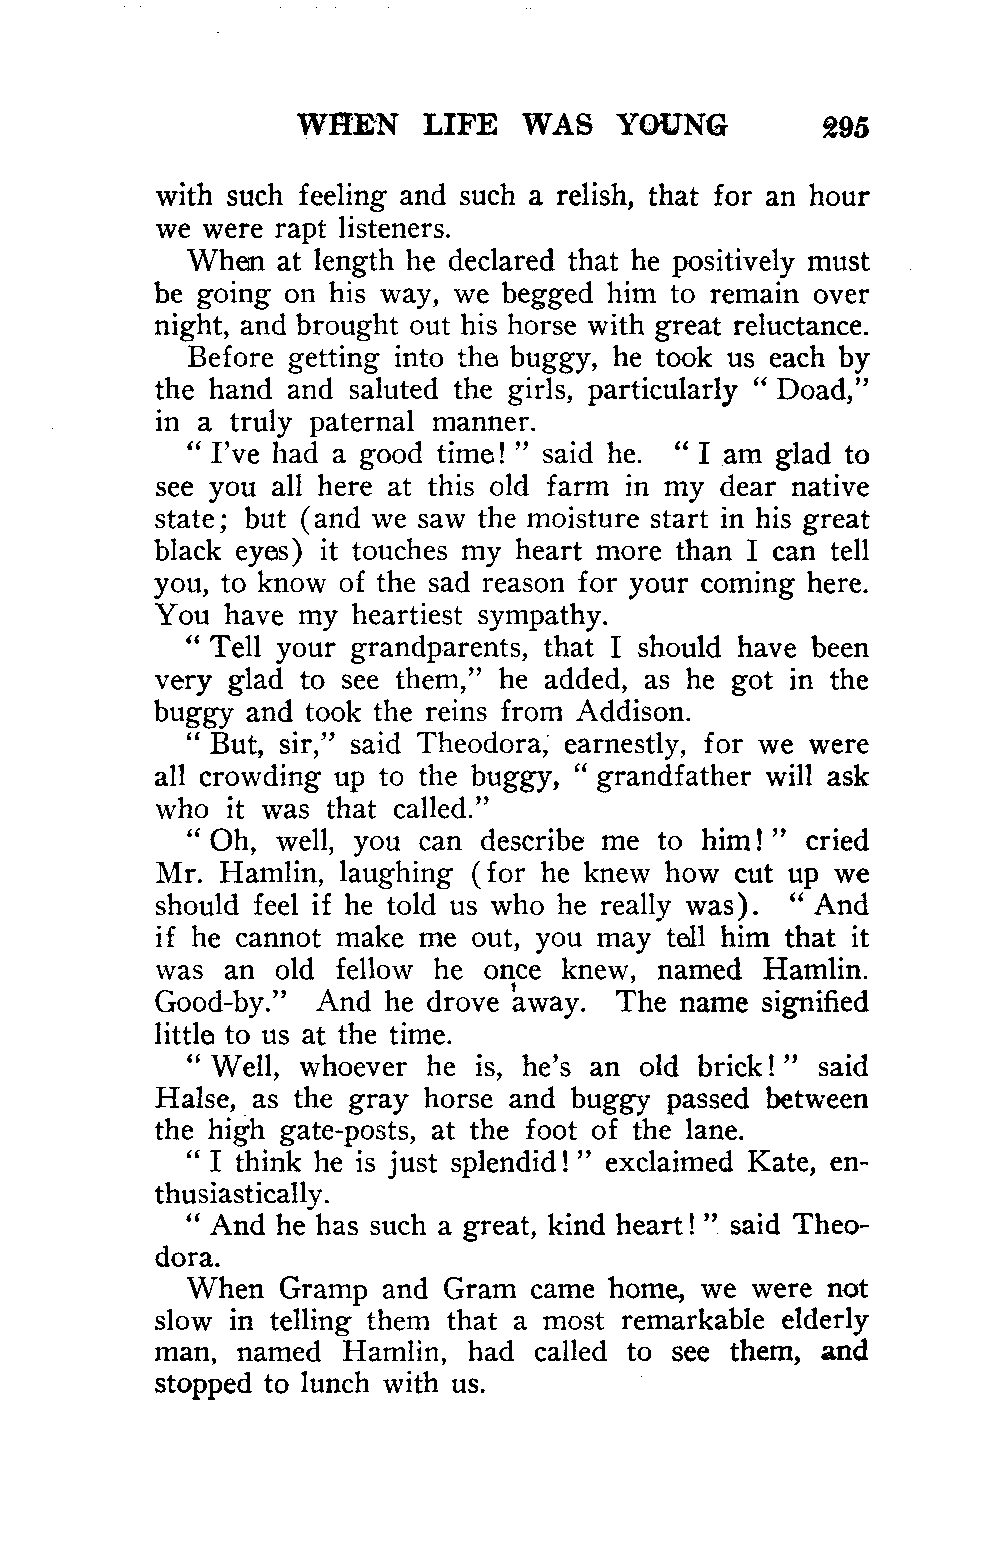 WHEN LIFE WAS YOUNG 295
with such feeling and such a relish, that for an hour
we were rapt listeners.
When at length he declared that he positively must
be going on his way, we begged him to remain over
night, and brought out his horse with great reluctance.
Before getting into the buggy, he took us each by
the hand and saluted the girls, particularly “ Doad,”
in a truly paternal manner.
“ I’ve had a good time! ” said he. “ I am glad to
see you all here at this old farm in my dear native
state; but (and we saw the moisture start in his great
black eyes) it touches my heart more than I can tell
you, to know of the sad reason for your coming here.
You have my heartiest sympathy.
“ Tell your grandparents, that I should have been
very glad to see them,” he added, as he got in the
buggy and took the reins from Addison.
“ But, sir,” said Theodora, earnestly, for we were
all crowding up to the buggy, “ grandfather will ask
who it was that called.”
“ Oh, well, you can describe me to him! ” cried
Mr. Hamlin, laughing (for he knew how cut up we
should feel if he told us who he really was). “ And
if he cannot make me out, you may tell him that it
was an old fellow he once knew, named Hamlin.
Good-by.” And he drove away. The name signified
little to us at the time.
“ Well, whoever he is, he’s an old brick! ” said
Halse, as the gray horse and buggy passed between
the high gate-posts, at the foot of the lane.
“ I think he is just splendid! ” exclaimed Kate, en-
thusiastically.
“ And he has such a great, kind heart! ” said Theo-
dora.
When Gramp and Gram came home, we were not
slow in telling them that a most remarkable elderly
man, named Hamlin, had called to see them, and
stopped to lunch with us.